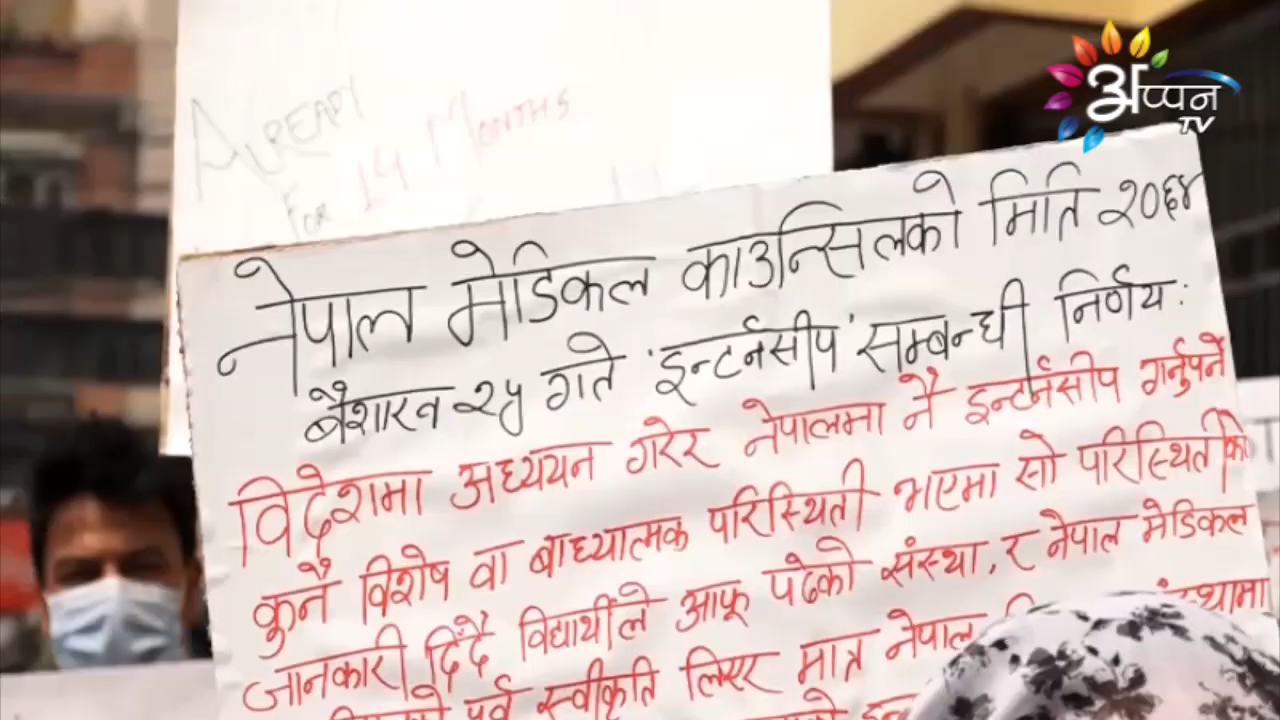 अप्पन
TV
ALREADY
FOR 14 MONTHS
नेपाल मेडिकल काउन्सिलको मिति २०६४
बैशाख २५ गते 'इन्टर्नसीप' सम्बन्धी निर्णय:
विदेशमा अध्ययन गरेर नेपालमा नै इन्टर्नसीप गर्नुपर्ने
कुनै विशेष वा बाध्यात्मक परिस्थिती भएमा सो परिस्थितीको
जानकारी दिँदै विद्यार्थीले आफू पढेको संस्था, र नेपाल मेडिकल
पूर्व स्वीकृति लिएर मात्र नेपाल